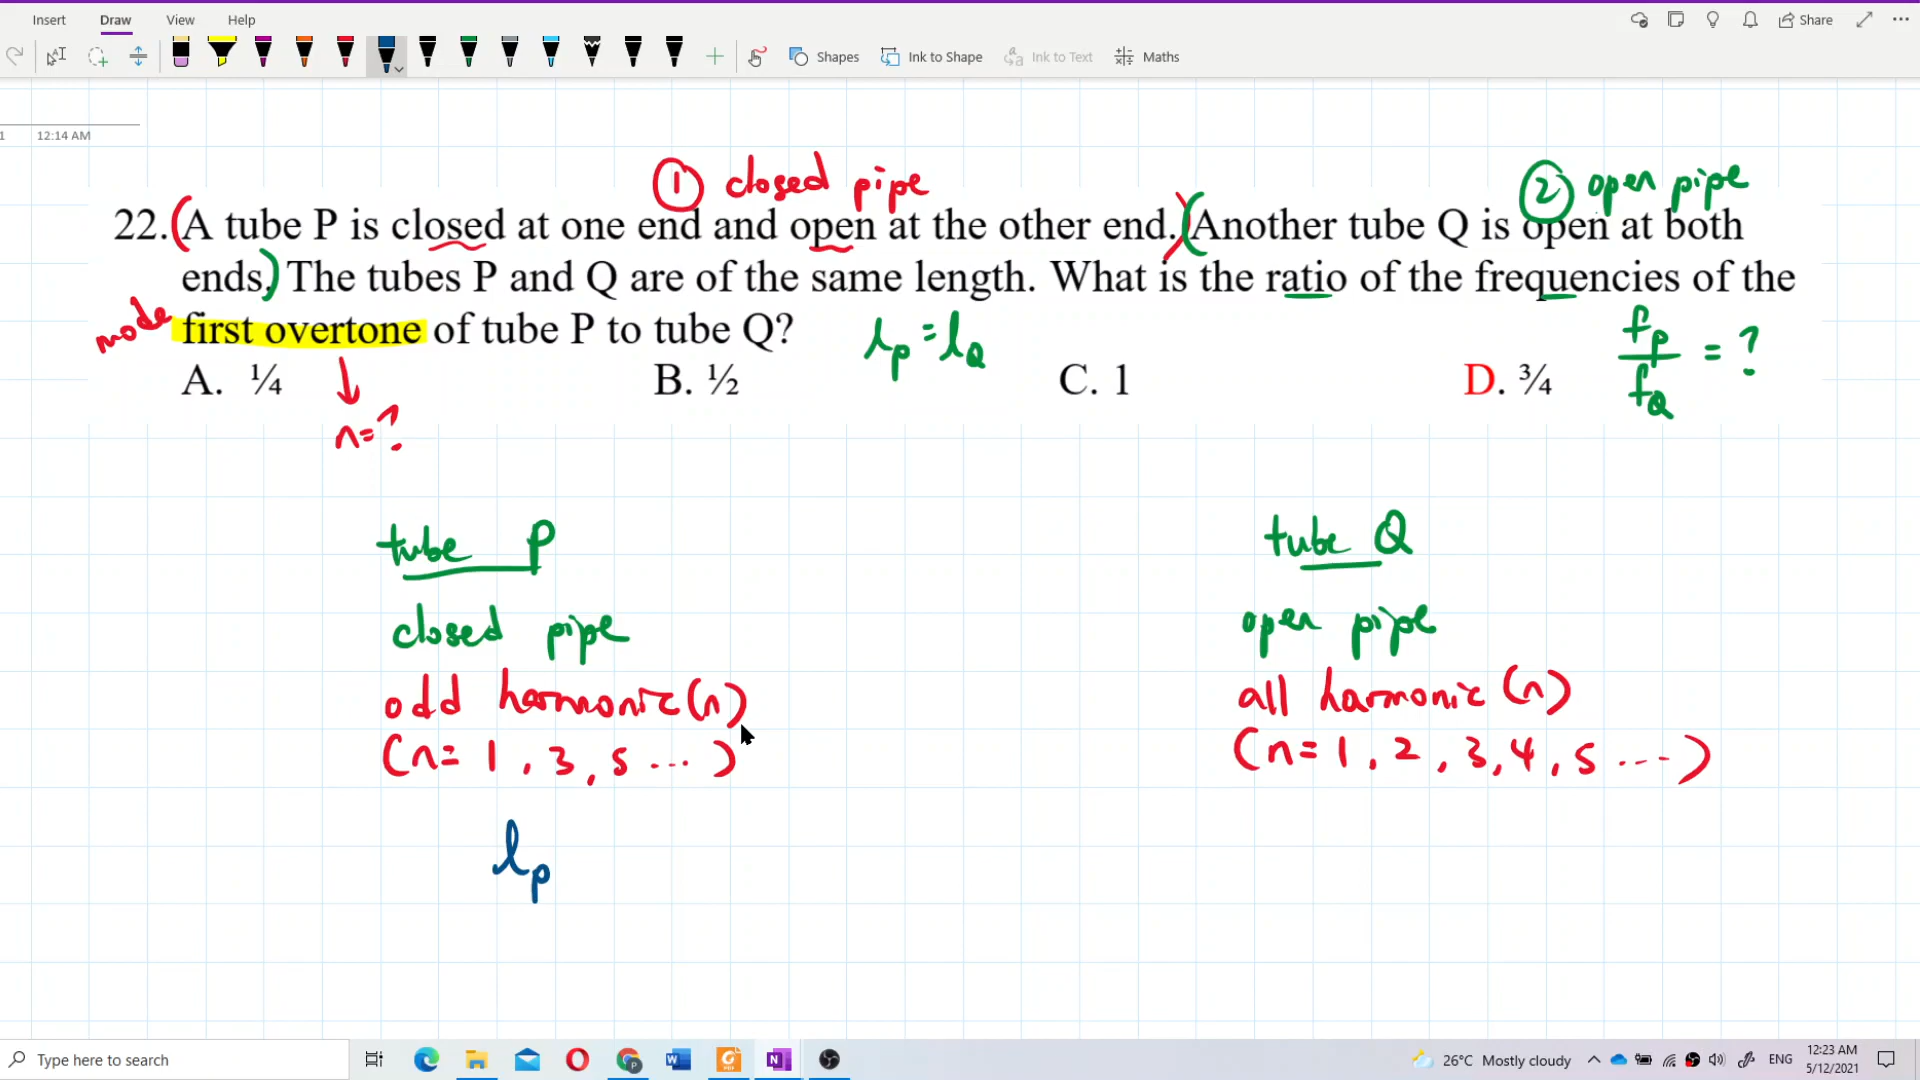 Insert Draw View Help Share
Shapes Ink to Shape Ink to Text Maths
1 12:14 AM
① closed pipe ② open pipe
22. (A tube P is closed at one end and open at the other end.) (Another tube Q is open at both
ends.) The tubes P and Q are of the same length. What is the ratio of the frequencies of the
mode first overtone of tube P to tube Q? lp = lQ fp/fQ = ?
A. ¼ B. ½ C. 1 D. ¾
n=?
tube P tube Q
closed pipe open pipe
odd harmonic (n) all harmonic (n)
(n= 1, 3, 5 ... ) (n= 1, 2, 3, 4, 5 ....)
lp
Type here to search 26°C Mostly cloudy ENG 12:23 AM
5/12/2021